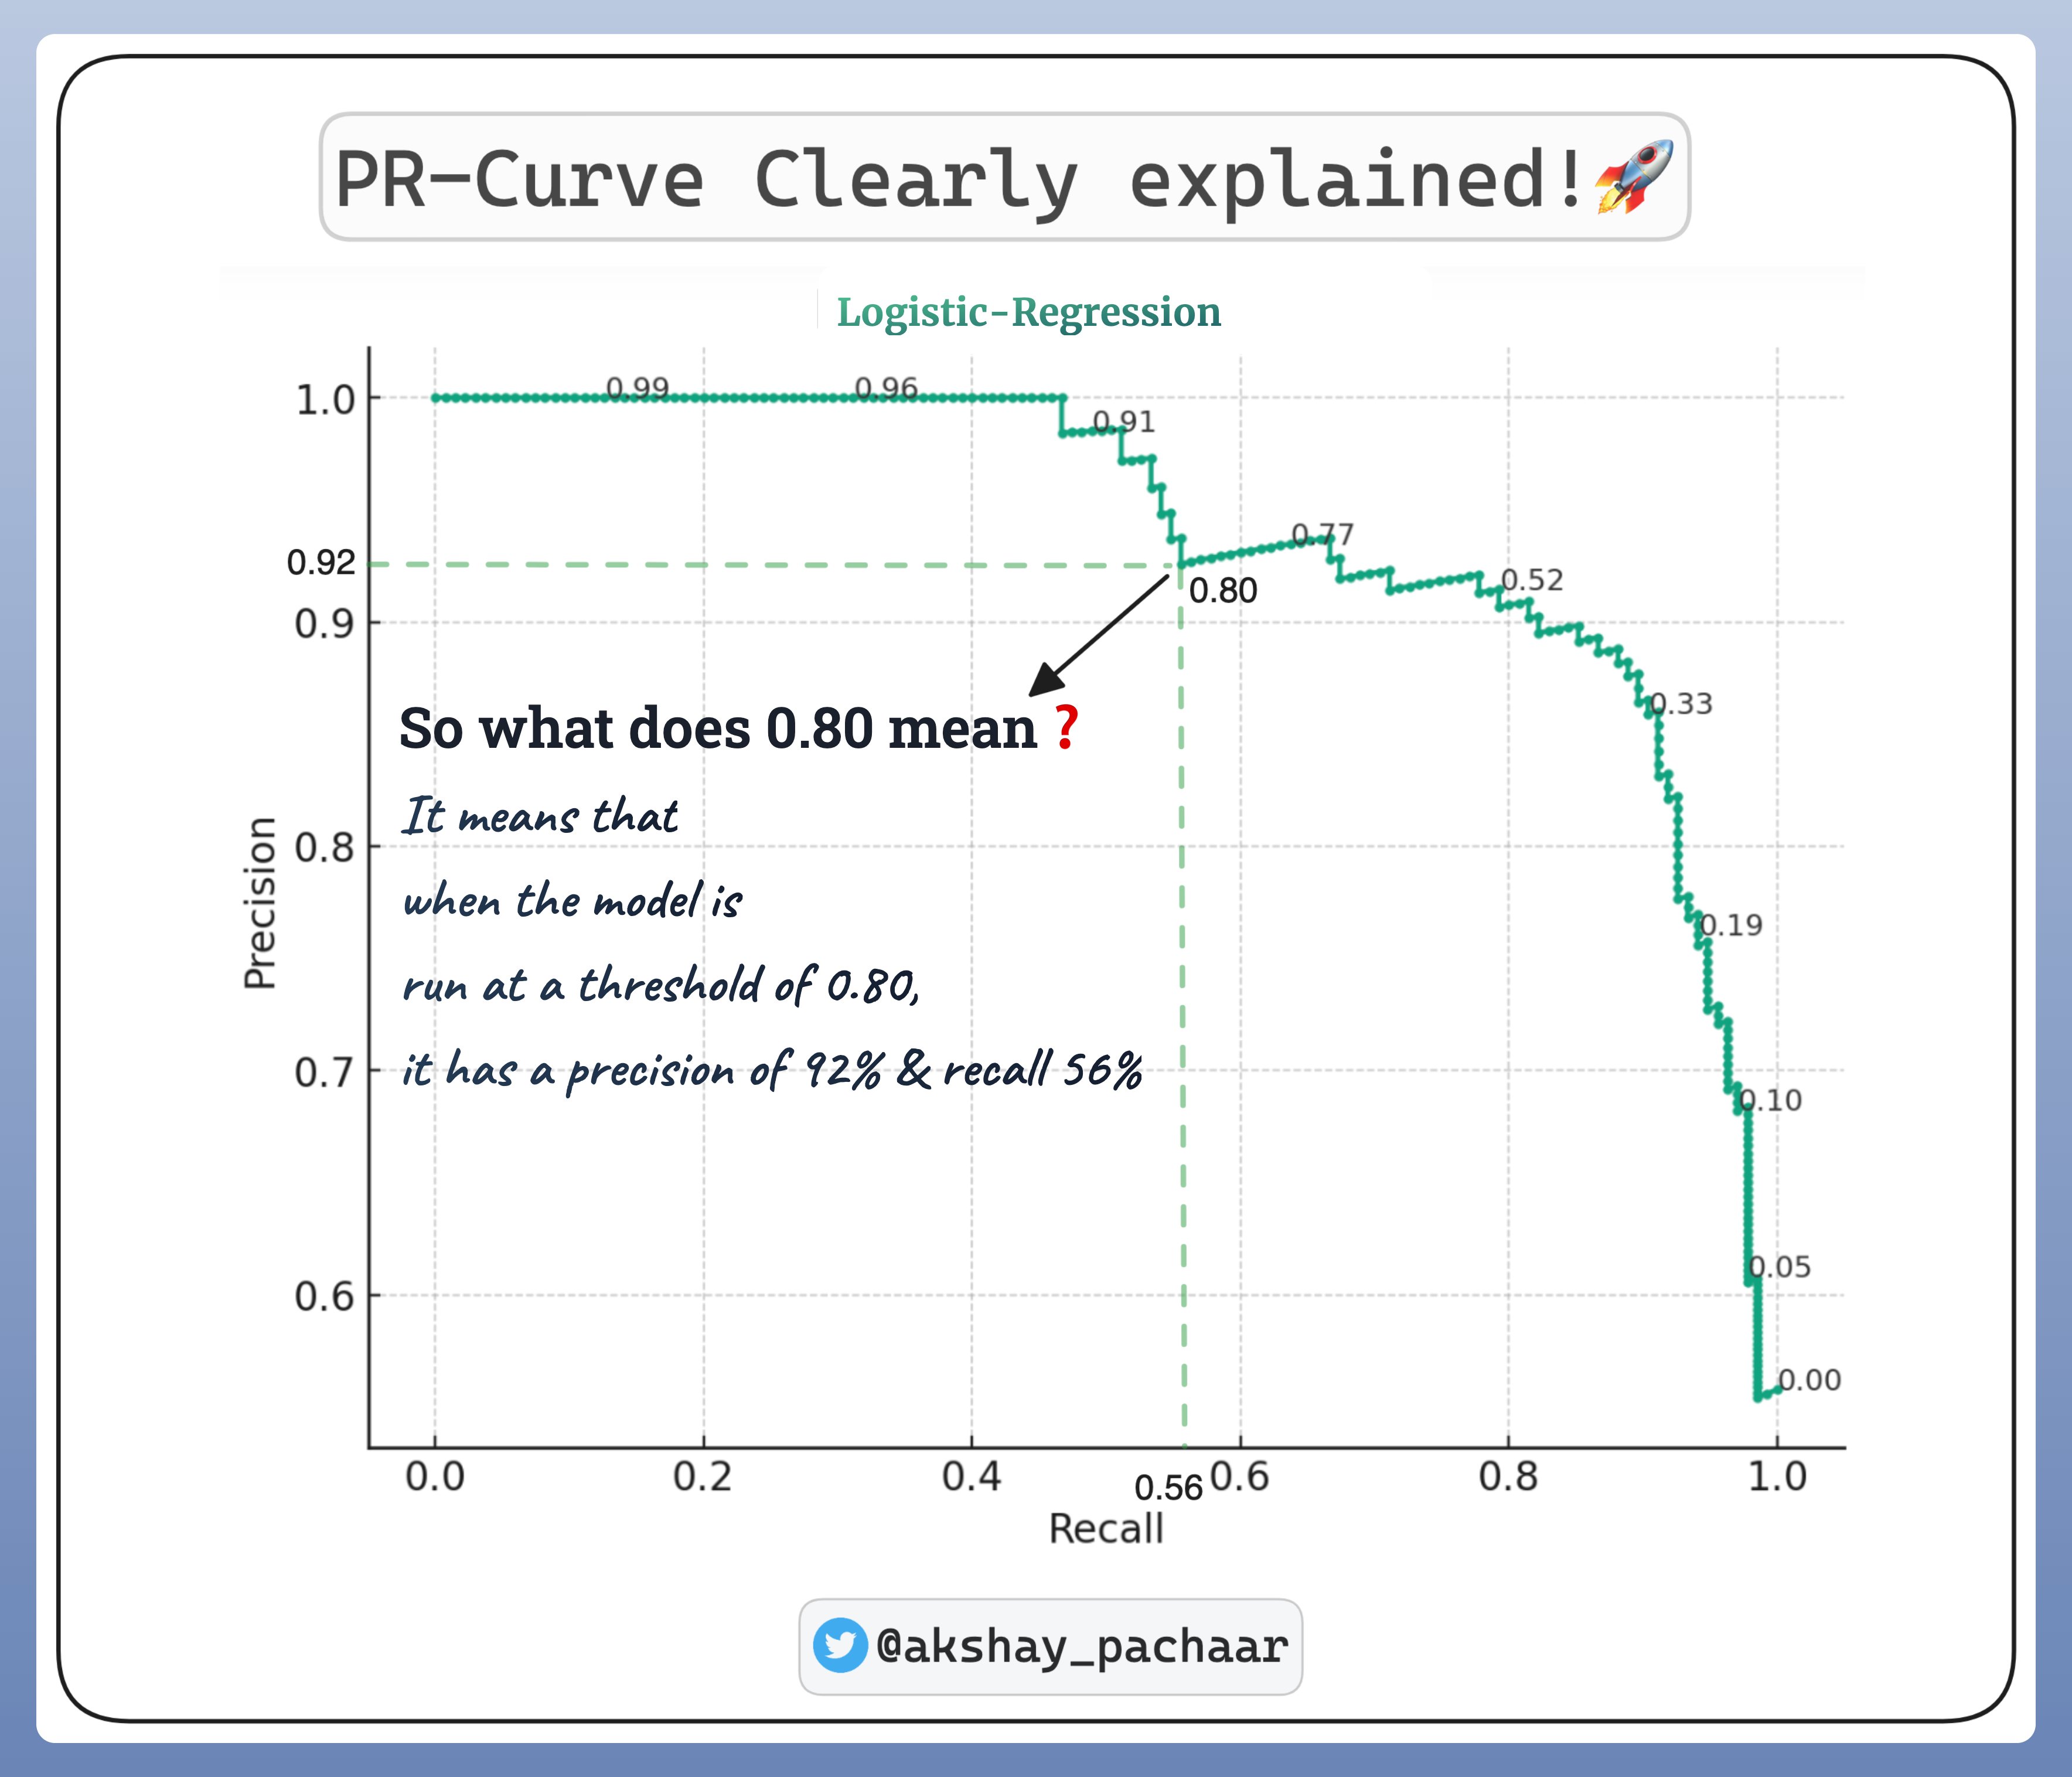 PR-Curve Clearly explained!🚀
Logistic-Regression
1.0
0.99
0.96
0.91
0.92
0.77
0.80
0.52
0.9
0.33
So what does 0.80 mean ?
It means that
when the model is
run at a threshold of 0.80,
it has a precision of 92% & recall 56%
Precision
0.8
0.19
0.7
0.10
0.05
0.6
0.00
0.0
0.2
0.4
0.56
0.6
0.8
1.0
Recall
@akshay_pachaar